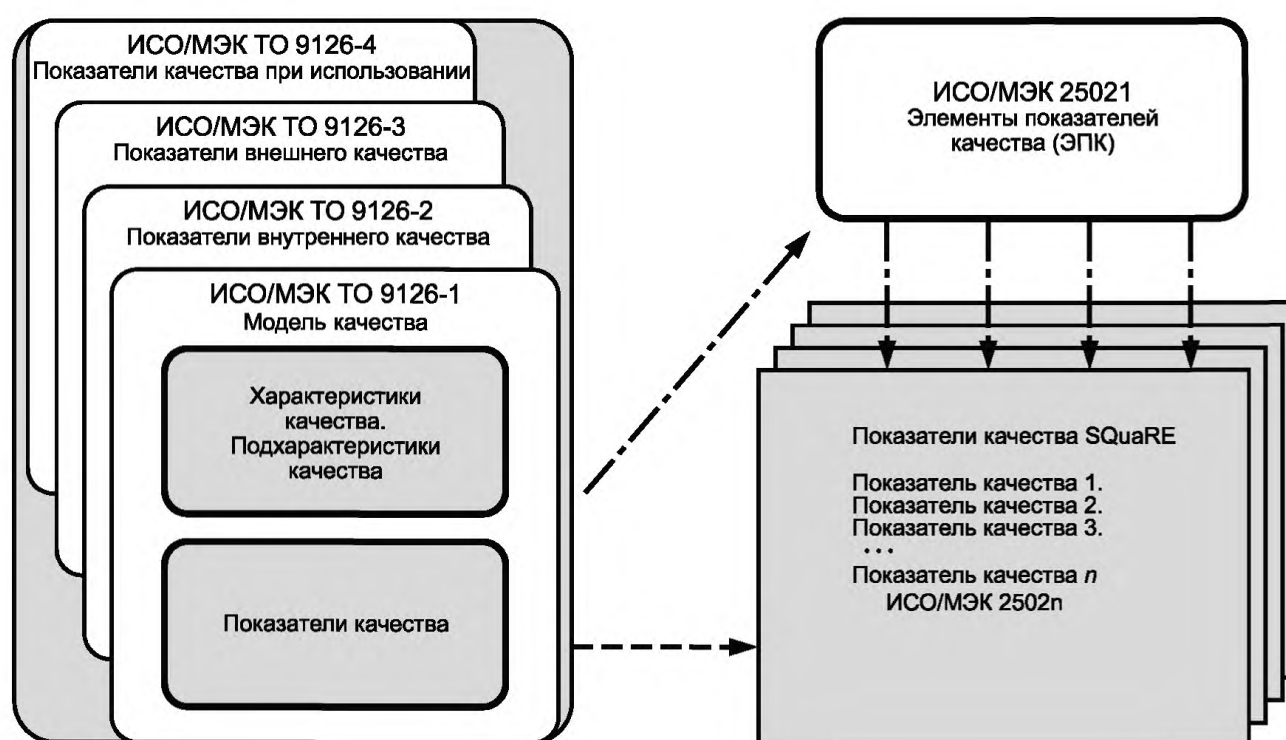 ИСО/МЭК ТО 9126-4
Показатели качества при использовании
ИСО/МЭК ТО 9126-3
Показатели внешнего качества
ИСО/МЭК ТО 9126-2
Показатели внутреннего качества
ИСО/МЭК ТО 9126-1
Модель качества
Характеристики
качества.
Подхарактеристики
качества
Показатели качества
ИСО/МЭК 25021
Элементы показателей
качества (ЭПК)
Показатели качества SQuaRE
Показатель качества 1.
Показатель качества 2.
Показатель качества 3.
...
Показатель качества n
ИСО/МЭК 2502n